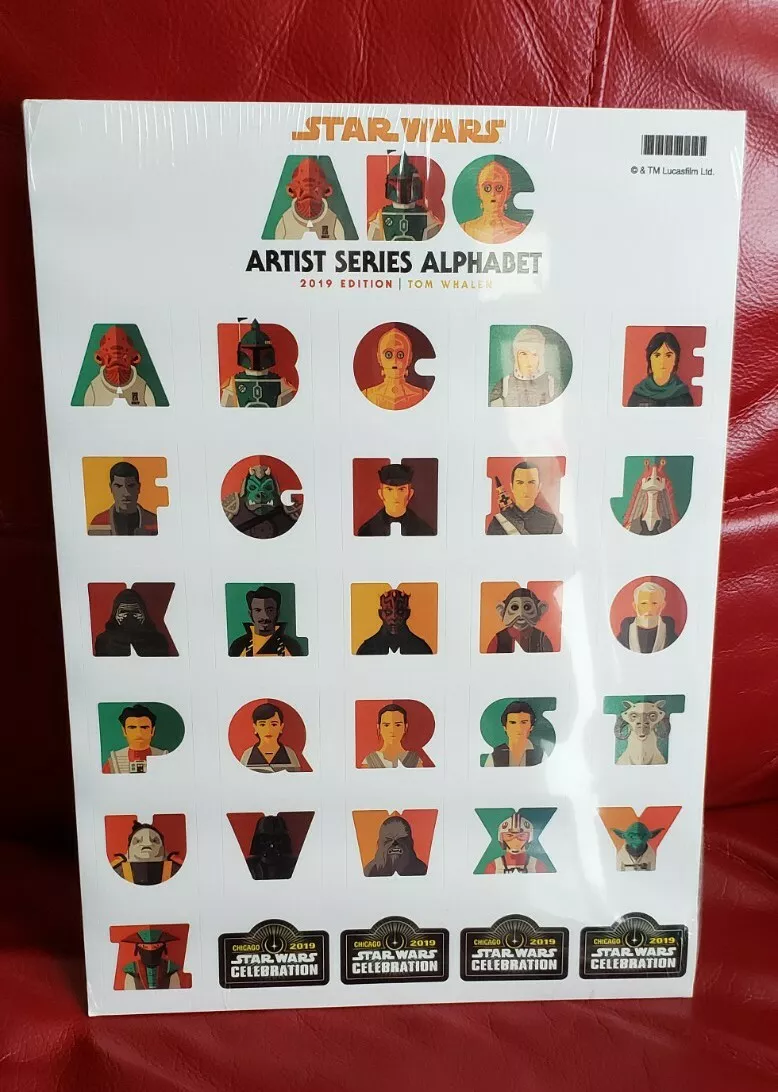 STAR WARS
© & TM Lucasfilm Ltd.
ABC
ARTIST SERIES ALPHABET
2019 EDITION | TOM WHALEN
A B C D E
F G H I J
K L M N O
P Q R S T
U V W X Y
Z
CHICAGO 2019
STAR WARS
CELEBRATION
CHICAGO 2019
STAR WARS
CELEBRATION
CHICAGO 2019
STAR WARS
CELEBRATION
CHICAGO 2019
STAR WARS
CELEBRATION